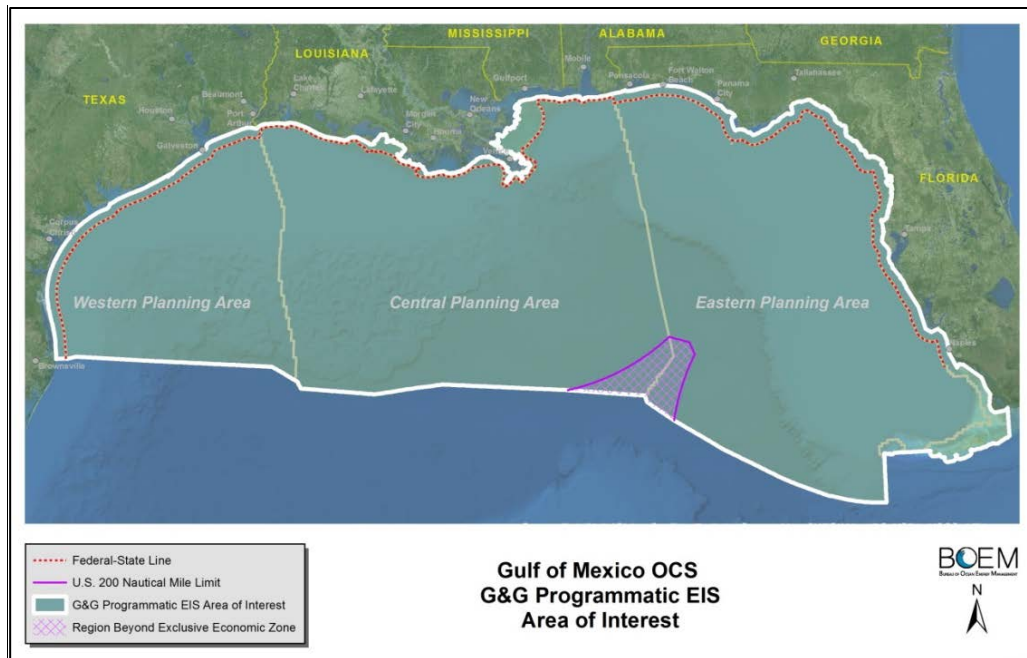 MISSISSIPPI
ALABAMA
GEORGIA
LOUISIANA
TEXAS
FLORIDA
Mobile
Gulfport
Pensacola
Fort Walton
Beach
Panama
City
Tallahassee
Lake
Charles
Lafayette
New
Orleans
Morgan
City
Houma
Beaumont
Port
Arthur
Houston
Galveston
Corpus
Christi
Brownsville
Tampa
Naples
Western Planning Area
Central Planning Area
Eastern Planning Area
Federal-State Line
U.S. 200 Nautical Mile Limit
G&G Programmatic EIS Area of Interest
Region Beyond Exclusive Economic Zone
Gulf of Mexico OCS
G&G Programmatic EIS
Area of Interest
BOEM
BUREAU OF OCEAN ENERGY MANAGEMENT
N